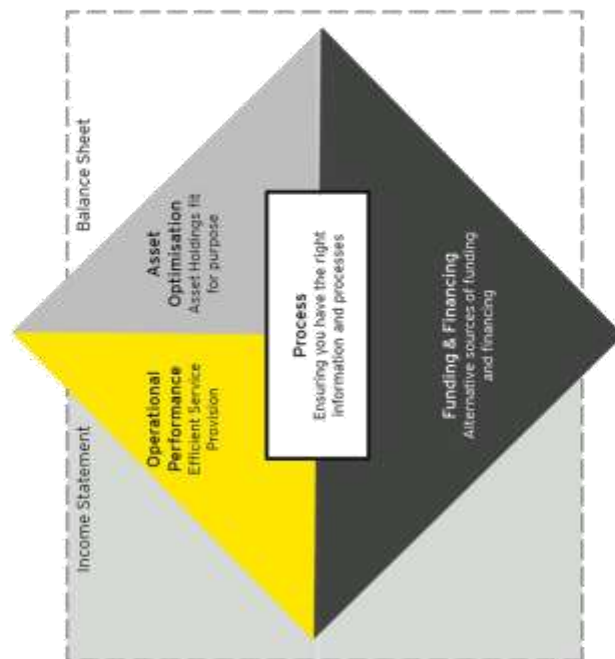 Income Statement
Balance Sheet
Operational
Performance
Efficient Service
Provision
Asset
Optimisation
Asset Holdings fit
for purpose
Process
Ensuring you have the right
information and processes
Funding & Financing
Alternative sources of funding
and financing